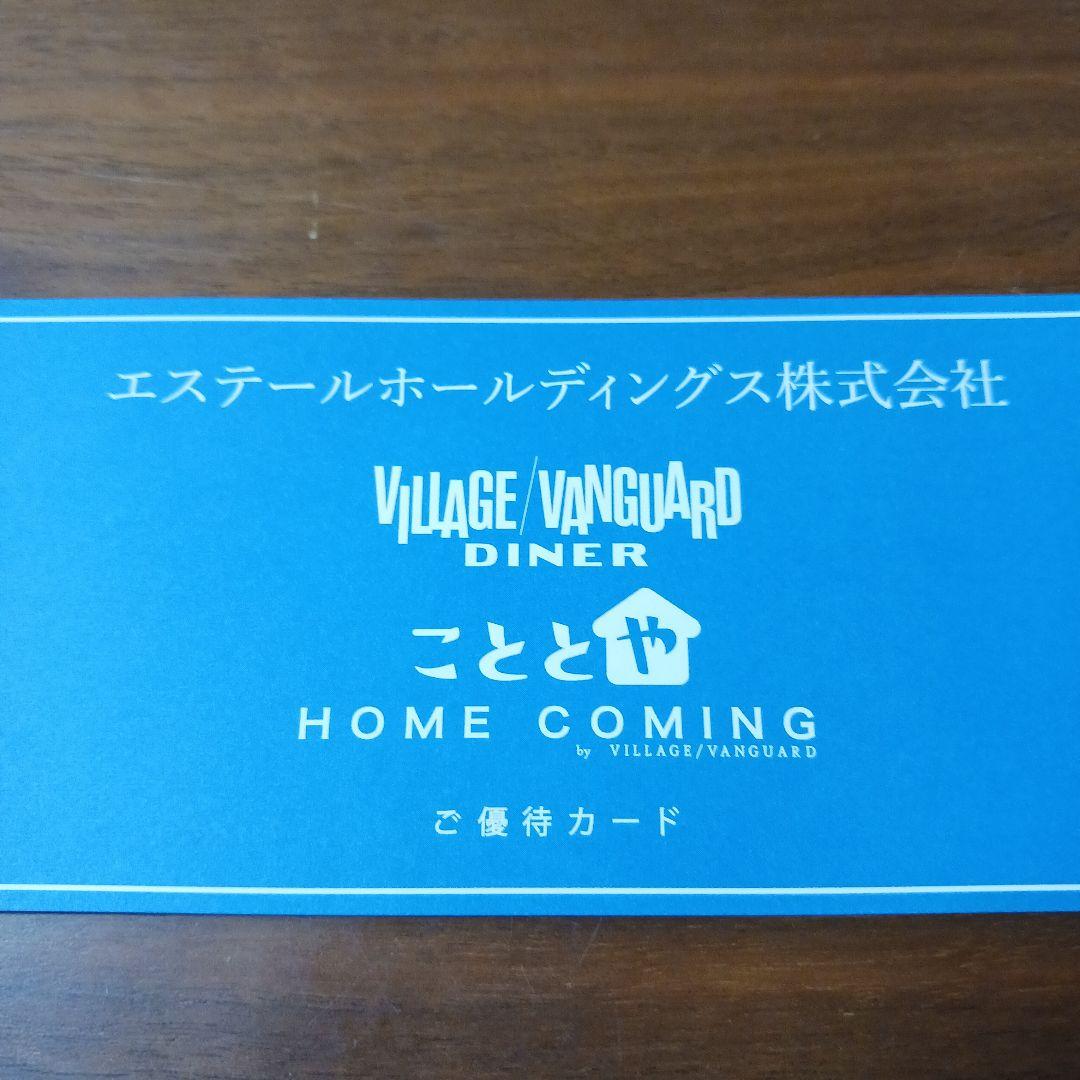 エステールホールディングス株式会社
VILLAGE/VANGUARD
DINER
こととや
HOME COMING
by VILLAGE/VANGUARD
ご優待カード